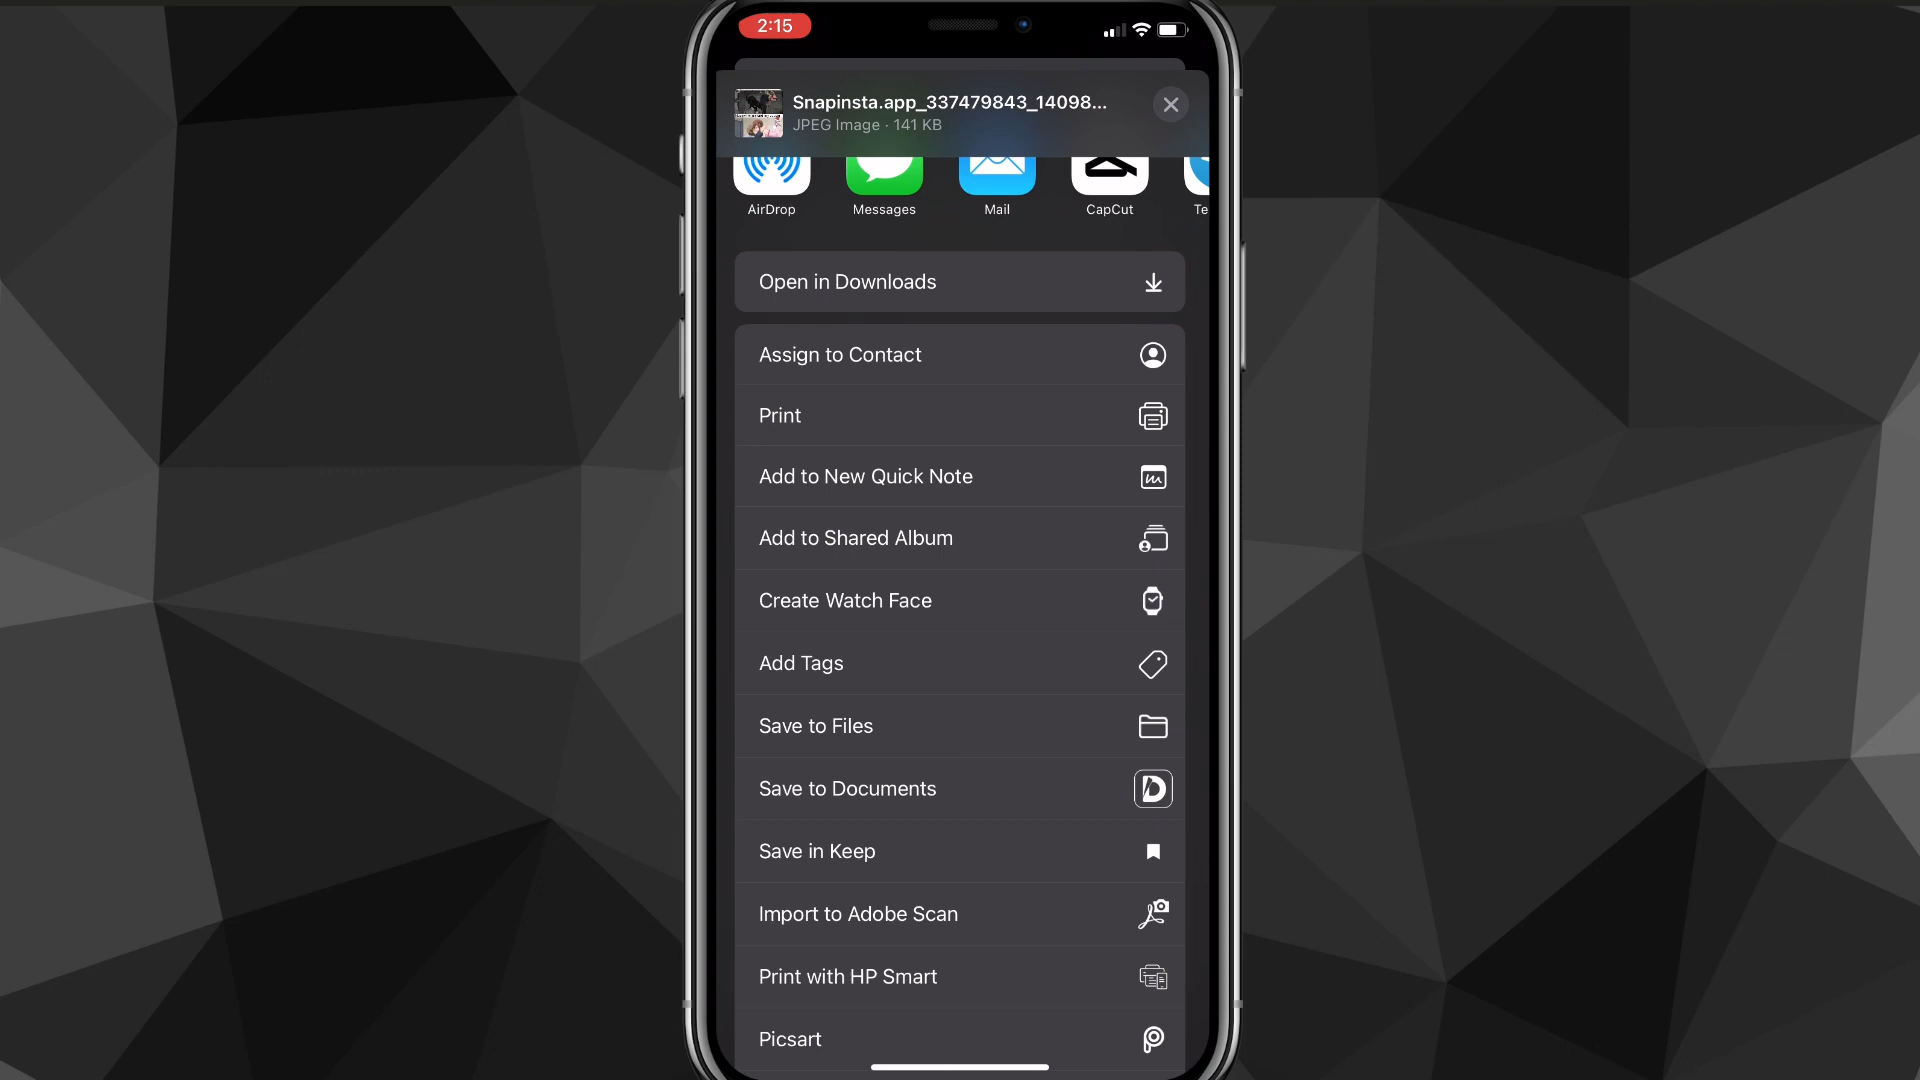 2:15
Snapinsta.app_337479843_14098...
JPEG Image · 141 KB
AirDrop
Messages
Mail
CapCut
Te
Open in Downloads
Assign to Contact
Print
Add to New Quick Note
Add to Shared Album
Create Watch Face
Add Tags
Save to Files
Save to Documents
Save in Keep
Import to Adobe Scan
Print with HP Smart
Picsart